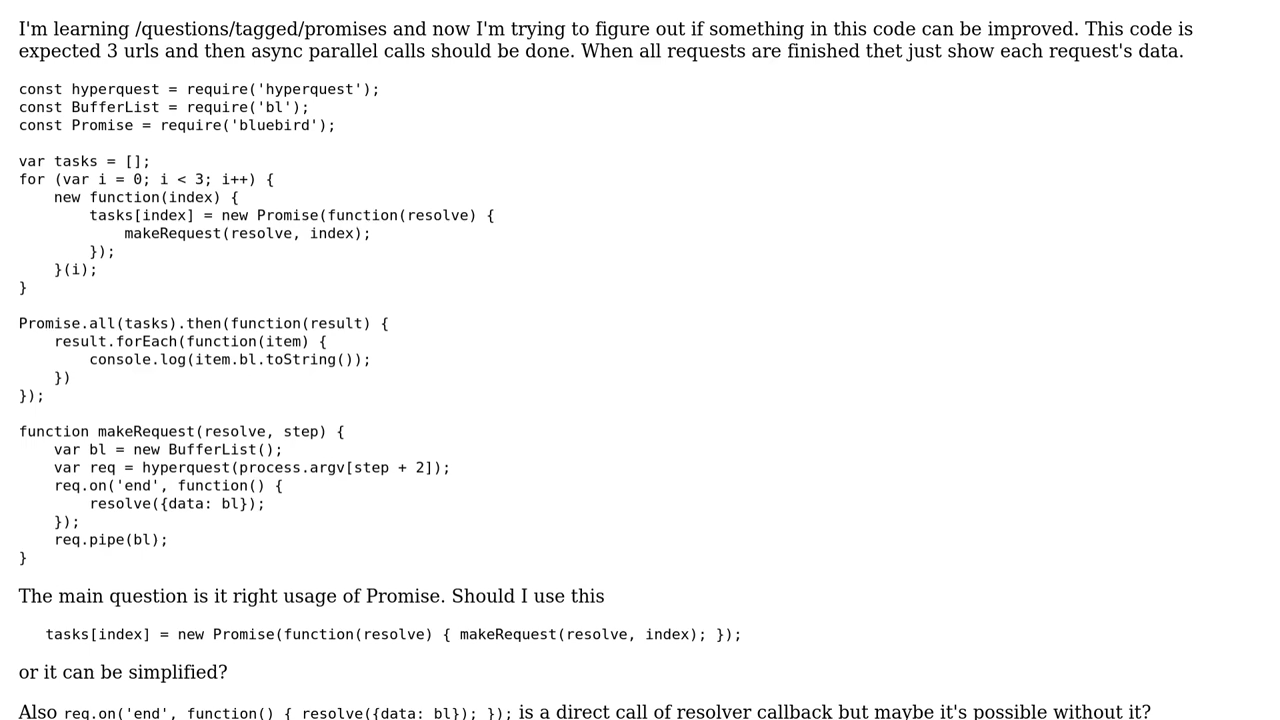 I'm learning /questions/tagged/promises and now I'm trying to figure out if something in this code can be improved. This code is
expected 3 urls and then async parallel calls should be done. When all requests are finished thet just show each request's data.
const hyperquest = require('hyperquest');
const BufferList = require('bl');
const Promise = require('bluebird');
var tasks = [];
for (var i = 0; i < 3; i++) {
    new function(index) {
        tasks[index] = new Promise(function(resolve) {
            makeRequest(resolve, index);
        });
    }(i);
}
Promise.all(tasks).then(function(result) {
    result.forEach(function(item) {
        console.log(item.bl.toString());
    })
});
function makeRequest(resolve, step) {
    var bl = new BufferList();
    var req = hyperquest(process.argv[step + 2]);
    req.on('end', function() {
        resolve({data: bl});
    });
    req.pipe(bl);
}
The main question is it right usage of Promise. Should I use this
tasks[index] = new Promise(function(resolve) { makeRequest(resolve, index); });
or it can be simplified?
Also req.on('end', function() { resolve({data: bl}); }); is a direct call of resolver callback but maybe it's possible without it?